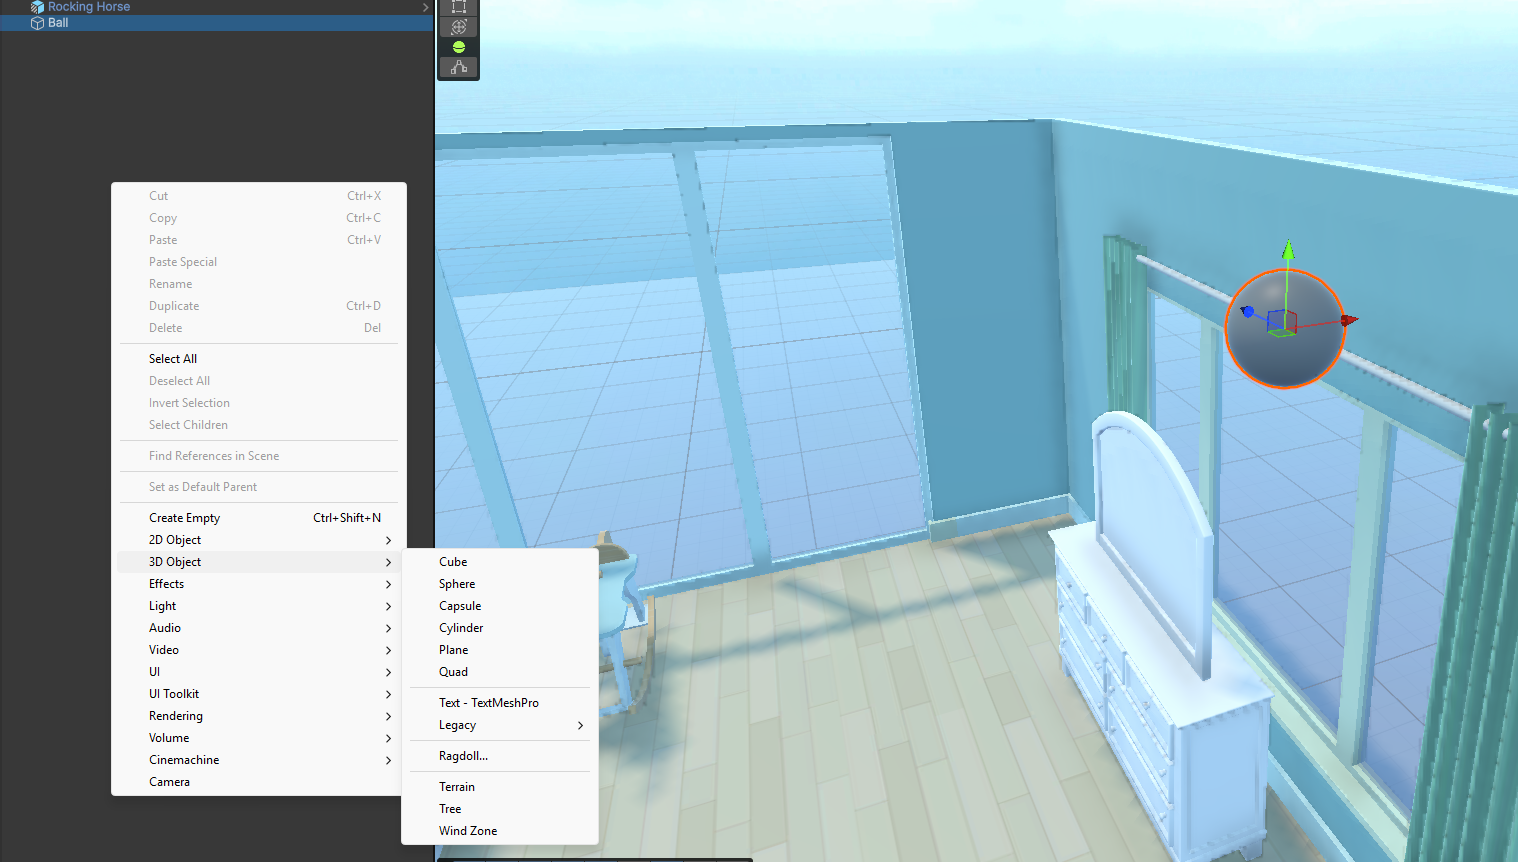 Rocking Horse
Ball
Cut Ctrl+X
Copy Ctrl+C
Paste Ctrl+V
Paste Special
Rename
Duplicate Ctrl+D
Delete Del
Select All
Deselect All
Invert Selection
Select Children
Find References in Scene
Set as Default Parent
Create Empty Ctrl+Shift+N
2D Object
3D Object
Effects
Light
Audio
Video
UI
UI Toolkit
Rendering
Volume
Cinemachine
Camera
Cube
Sphere
Capsule
Cylinder
Plane
Quad
Text - TextMeshPro
Legacy
Ragdoll...
Terrain
Tree
Wind Zone